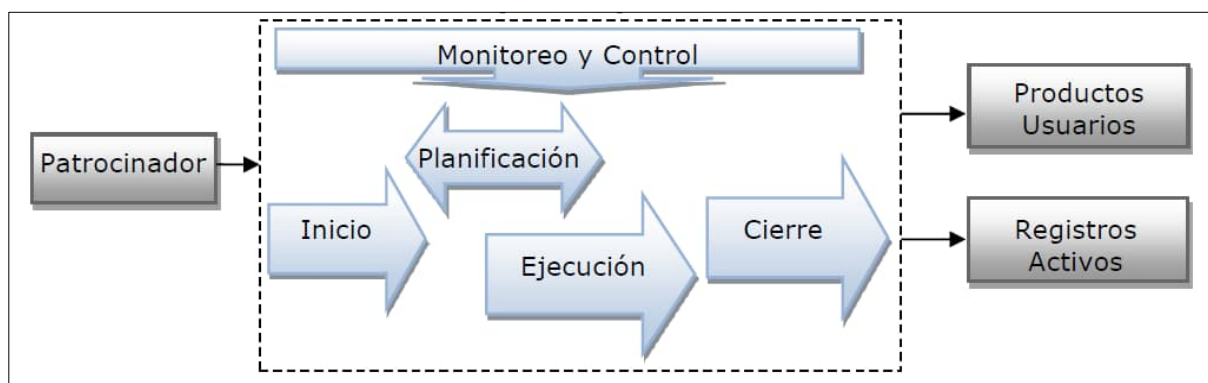 Monitoreo y Control
Patrocinador
Planificación
Inicio
Ejecución
Cierre
Productos
Usuarios
Registros
Activos